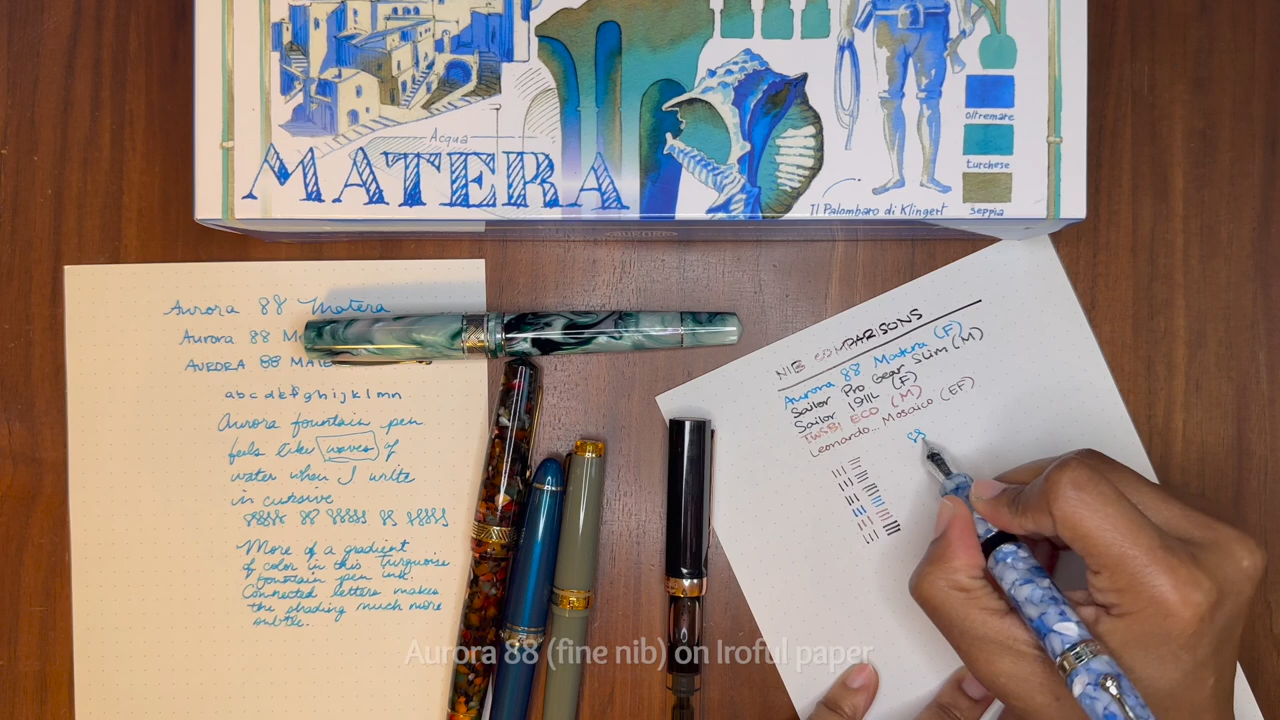 Acqua
MATERA
Il Palombaro di Klingert
oltremare
turchese
seppia
Aurora 88 Matera
Aurora 88 M
AURORA 88 MATE
abcdefghijklmn
Aurora fountain pen
feels like waves of
water when I write
in cursive
More of a gradient
of color in this turquoise
fountain pen ink.
Connected letters makes
the shading much more
subtle.
NIB COMPARISONS
Aurora 88 Matera (F)
Sailor Pro Gear Slim (M)
Sailor 1911L (F)
TWSBI ECO (M)
Leonardo... Mosaico (EF)
88
Aurora 88 (fine nib) on Iroful paper